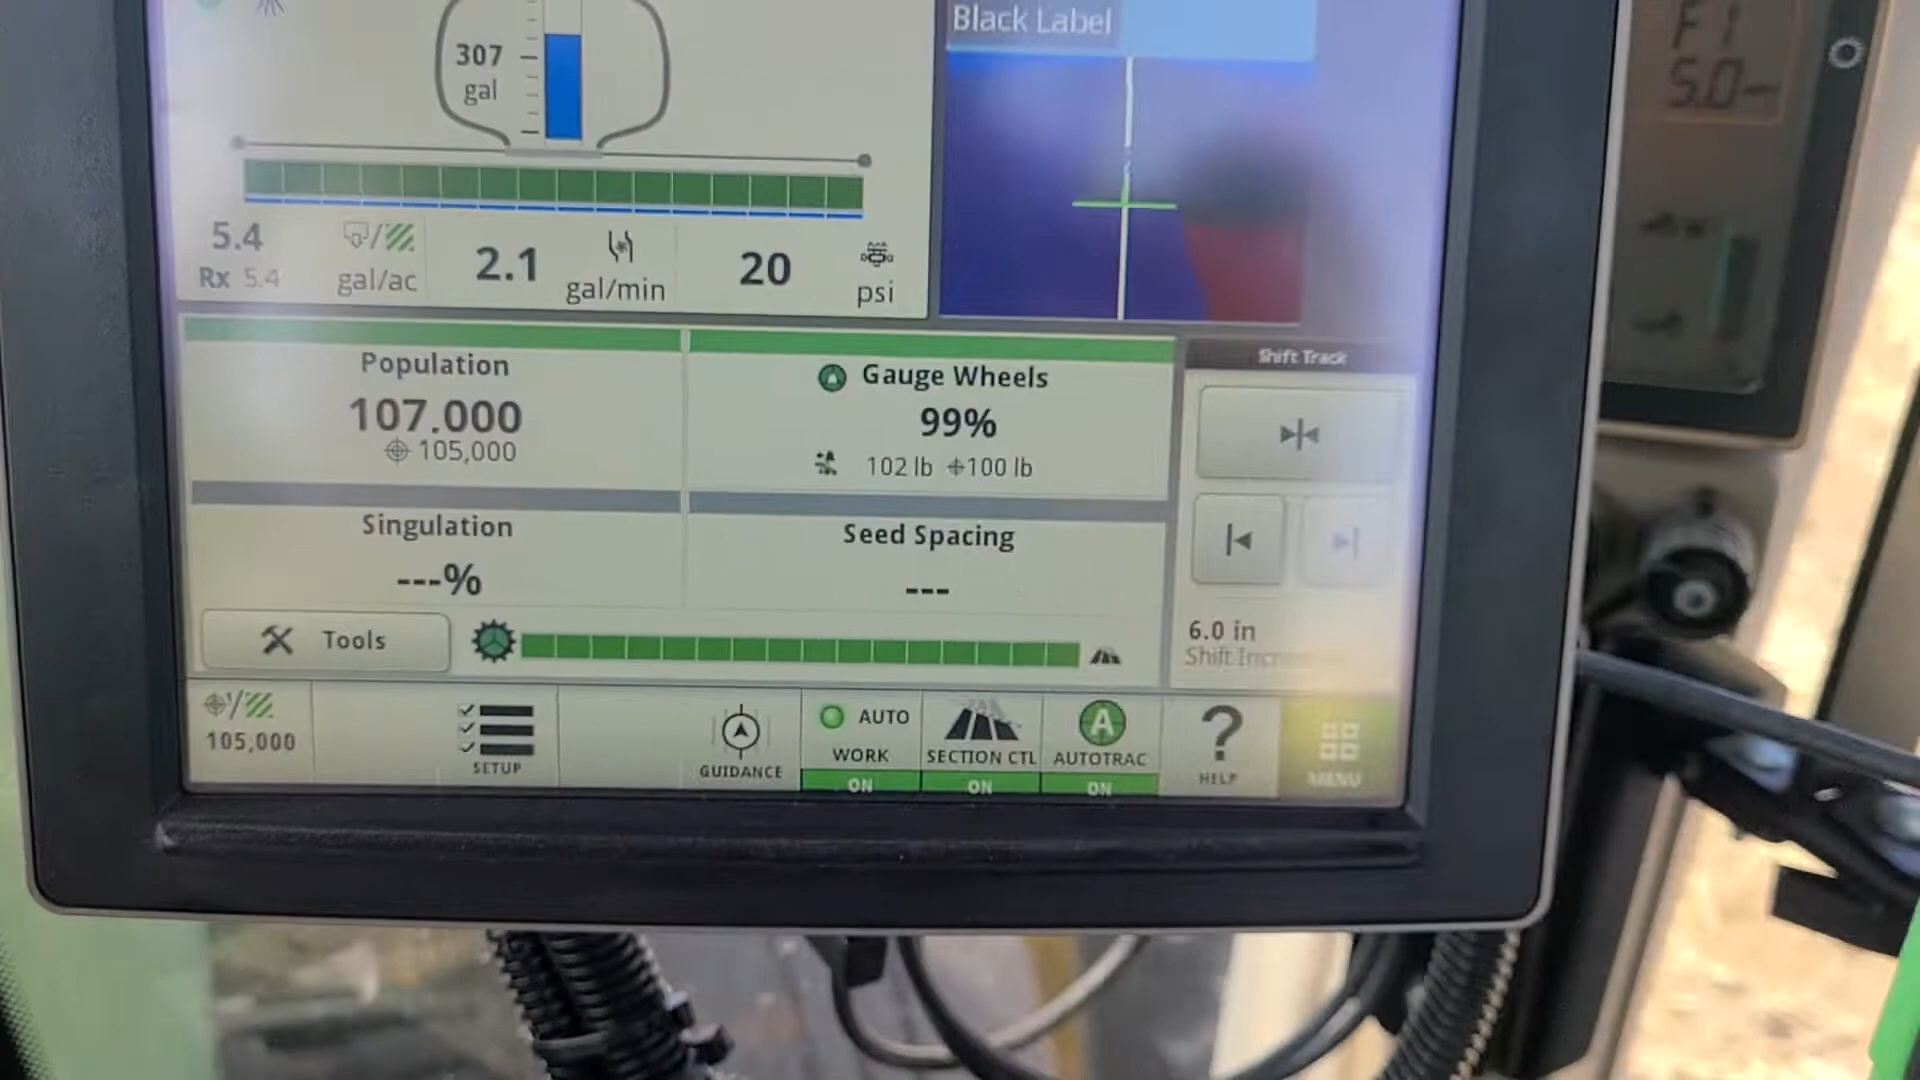 Black Label
307
gal
F1
5.0
5.4
Rx 5.4
gal/ac
2.1
gal/min
20
psi
Population
107,000
105,000
Gauge Wheels
99%
102 lb 100 lb
Shift Track
Singulation
---%
Seed Spacing
---
Tools
6.0 in
Shift
105,000
SETUP
GUIDANCE
AUTO
WORK
ON
SECTION CTL
ON
A
AUTOTRAC
ON
?
HELP
MENU